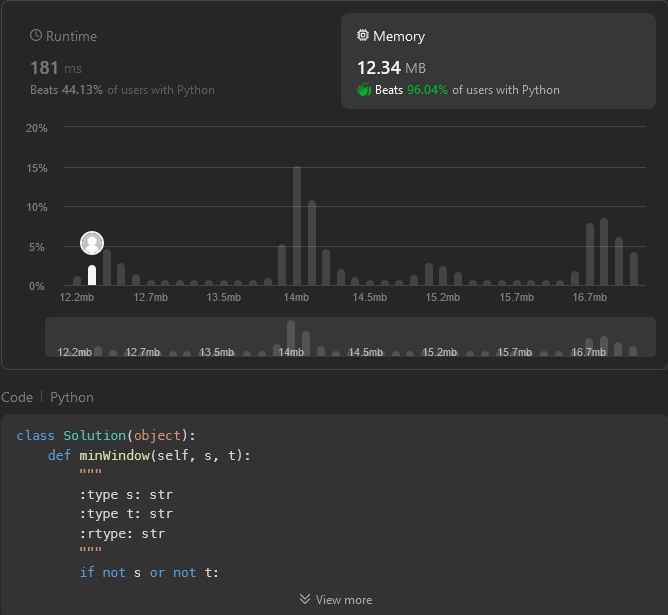 Runtime
Memory
181 ms
12.34 MB
Beats 44.13% of users with Python
Beats 96.04% of users with Python
20%
15%
10%
5%
0%
12.2mb 12.7mb 13.5mb 14mb 14.5mb 15.2mb 15.7mb 16.7mb
12.2mb 12.7mb 13.5mb 14mb 14.5mb 15.2mb 15.7mb 16.7mb
Code | Python
class Solution(object):
    def minWindow(self, s, t):
        """
        :type s: str
        :type t: str
        :rtype: str
        """
        if not s or not t:
View more